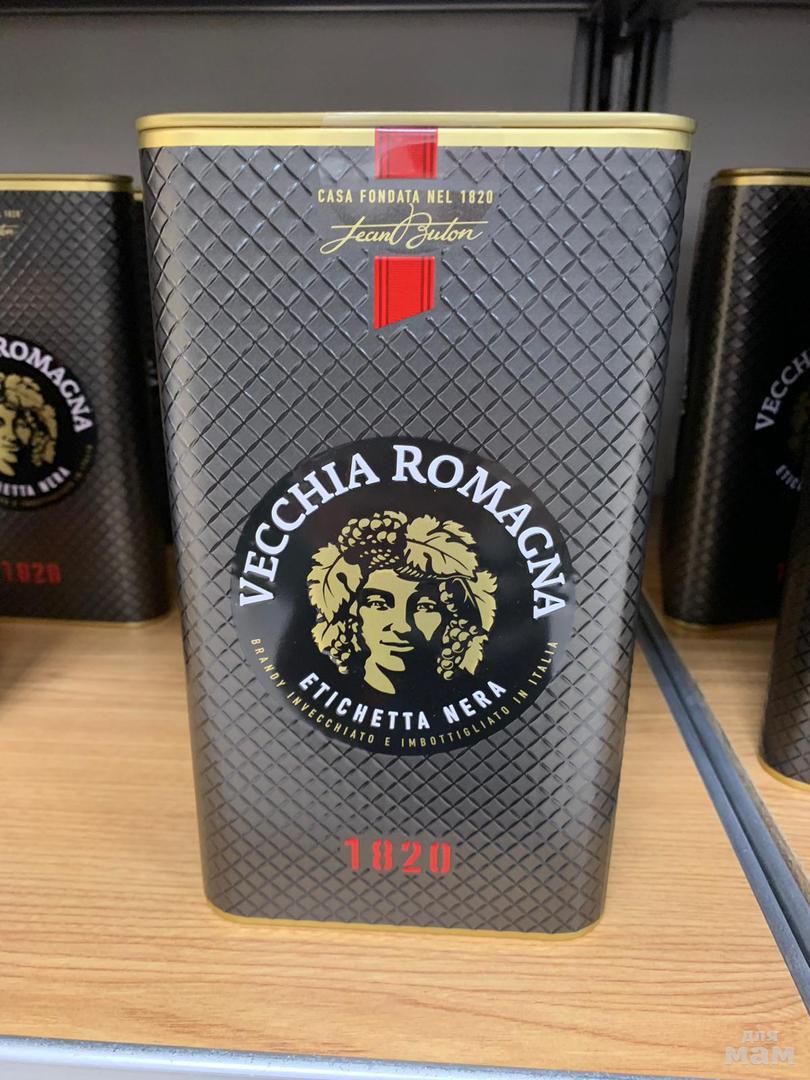 CASA FONDATA NEL 1820
Jean Buton
VECCHIA ROMAGNA
ETICHETTA NERA
BRANDY INVECCHIATO E IMBOTTIGLIATO IN ITALIA
1820
ROMAGNA
ETICHETTA NERA
1820
VECCH
ETIC
для
мам